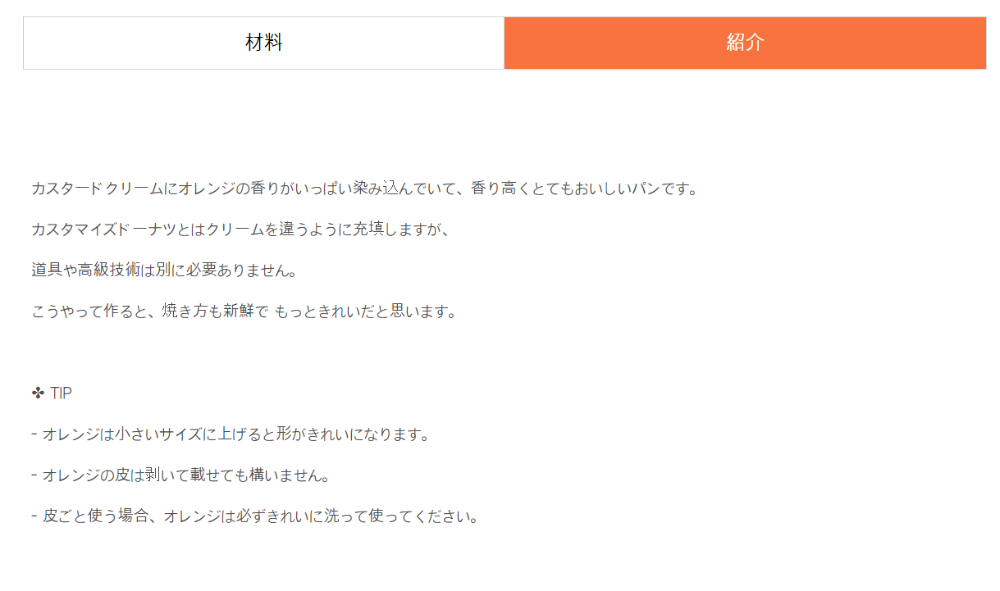 材料
紹介
カスタードクリームにオレンジの香りがいっぱい染み込んでいて、香り高くとてもおいしいパンです。
カスタマイズドーナツとはクリームを違うように充填しますが、
道具や高級技術は別に必要ありません。
こうやって作ると、焼き方も新鮮で もっときれいだと思います。
✤ TIP
- オレンジは小さいサイズに上げると形がきれいになります。
- オレンジの皮は剥いて載せても構いません。
- 皮ごと使う場合、オレンジは必ずきれいに洗って使ってください。